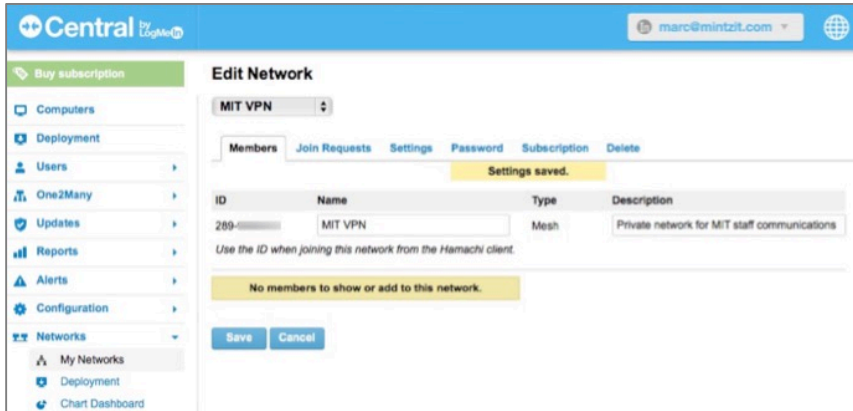 Central by LogMeIn
marc@mintzit.com
Buy subscription
Computers
Deployment
Users
One2Many
Updates
Reports
Alerts
Configuration
Networks
My Networks
Deployment
Chart Dashboard
Edit Network
MIT VPN
Members Join Requests Settings Password Subscription Delete
Settings saved.
ID Name Type Description
289- MIT VPN Mesh Private network for MIT staff communications
Use the ID when joining this network from the Hamachi client.
No members to show or add to this network.
Save Cancel